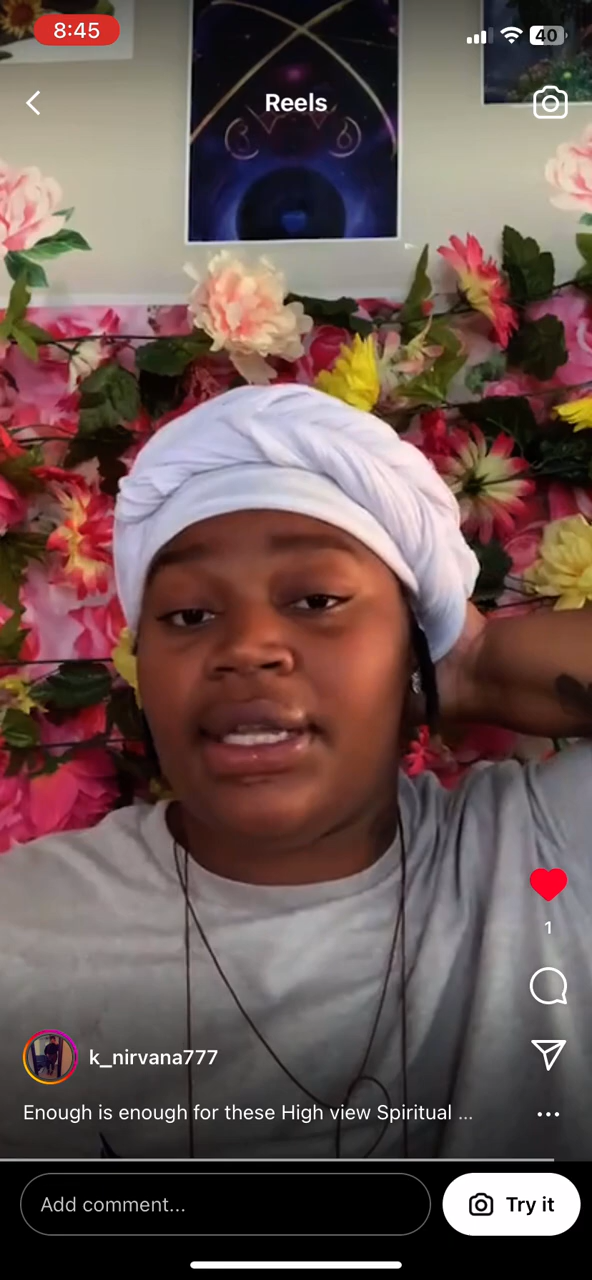 8:45
40
Reels
1
k_nirvana777
Enough is enough for these High view Spiritual ...
Add comment...
Try it